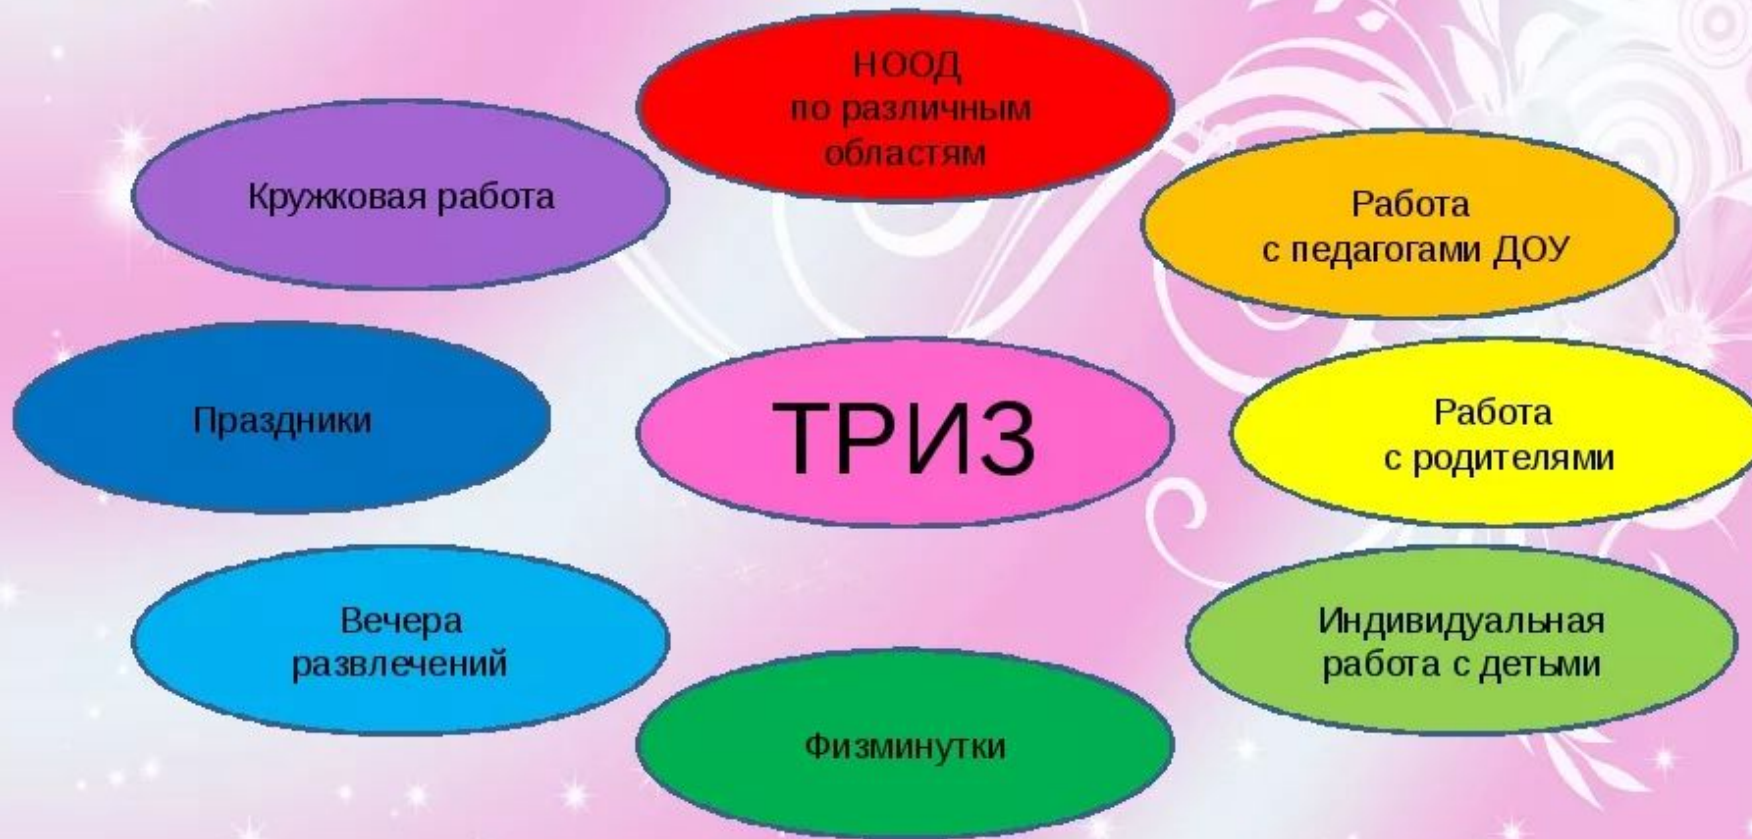 НООД
по различным
областям
Кружковая работа
Работа
с педагогами ДОУ
Праздники
ТРИЗ
Работа
с родителями
Вечера
развлечений
Индивидуальная
работа с детьми
Физминутки